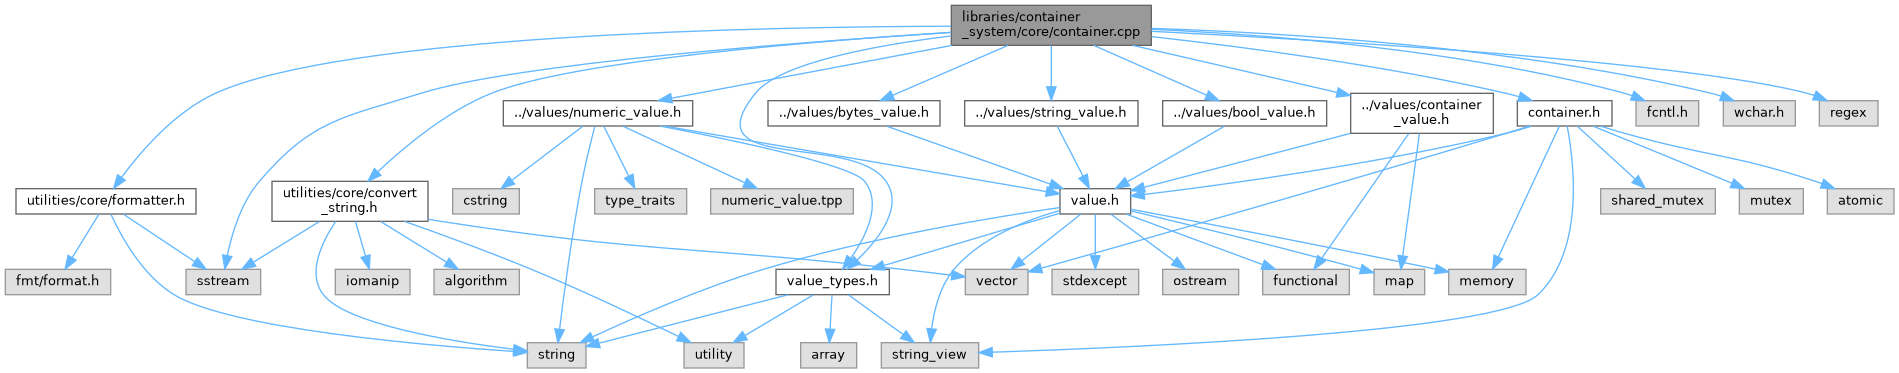 libraries/container
_system/core/container.cpp
../values/numeric_value.h
../values/bytes_value.h
../values/string_value.h
../values/bool_value.h
../values/container
_value.h
container.h
fcntl.h
wchar.h
regex
utilities/core/formatter.h
utilities/core/convert
_string.h
cstring
type_traits
numeric_value.tpp
value.h
shared_mutex
mutex
atomic
fmt/format.h
sstream
iomanip
algorithm
value_types.h
vector
stdexcept
ostream
functional
map
memory
string
utility
array
string_view